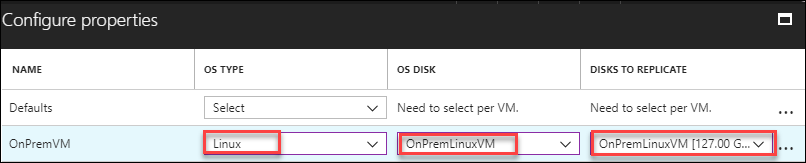 Configure properties
NAME OS TYPE OS DISK DISKS TO REPLICATE
Defaults Select Need to select per VM. Need to select per VM. ...
OnPremVM Linux OnPremLinuxVM OnPremLinuxVM [127.00 G... ...